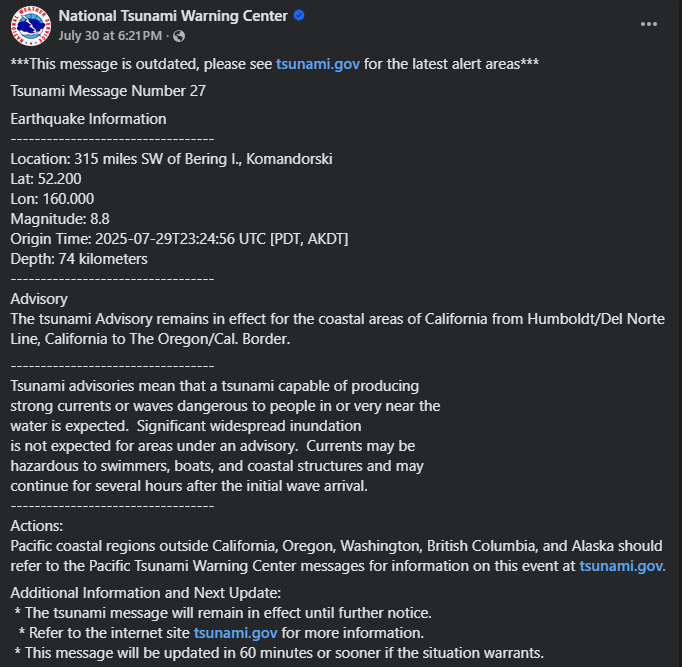 National Tsunami Warning Center
July 30 at 6:21 PM ·
***This message is outdated, please see tsunami.gov for the latest alert areas***
Tsunami Message Number 27
Earthquake Information
----------------------------------
Location: 315 miles SW of Bering I., Komandorski
Lat: 52.200
Lon: 160.000
Magnitude: 8.8
Origin Time: 2025-07-29T23:24:56 UTC [PDT, AKDT]
Depth: 74 kilometers
----------------------------------
Advisory
The tsunami Advisory remains in effect for the coastal areas of California from Humboldt/Del Norte
Line, California to The Oregon/Cal. Border.
----------------------------------
Tsunami advisories mean that a tsunami capable of producing
strong currents or waves dangerous to people in or very near the
water is expected.  Significant widespread inundation
is not expected for areas under an advisory.  Currents may be
hazardous to swimmers, boats, and coastal structures and may
continue for several hours after the initial wave arrival.
----------------------------------
Actions:
Pacific coastal regions outside California, Oregon, Washington, British Columbia, and Alaska should
refer to the Pacific Tsunami Warning Center messages for information on this event at tsunami.gov.
Additional Information and Next Update:
* The tsunami message will remain in effect until further notice.
* Refer to the internet site tsunami.gov for more information.
* This message will be updated in 60 minutes or sooner if the situation warrants.